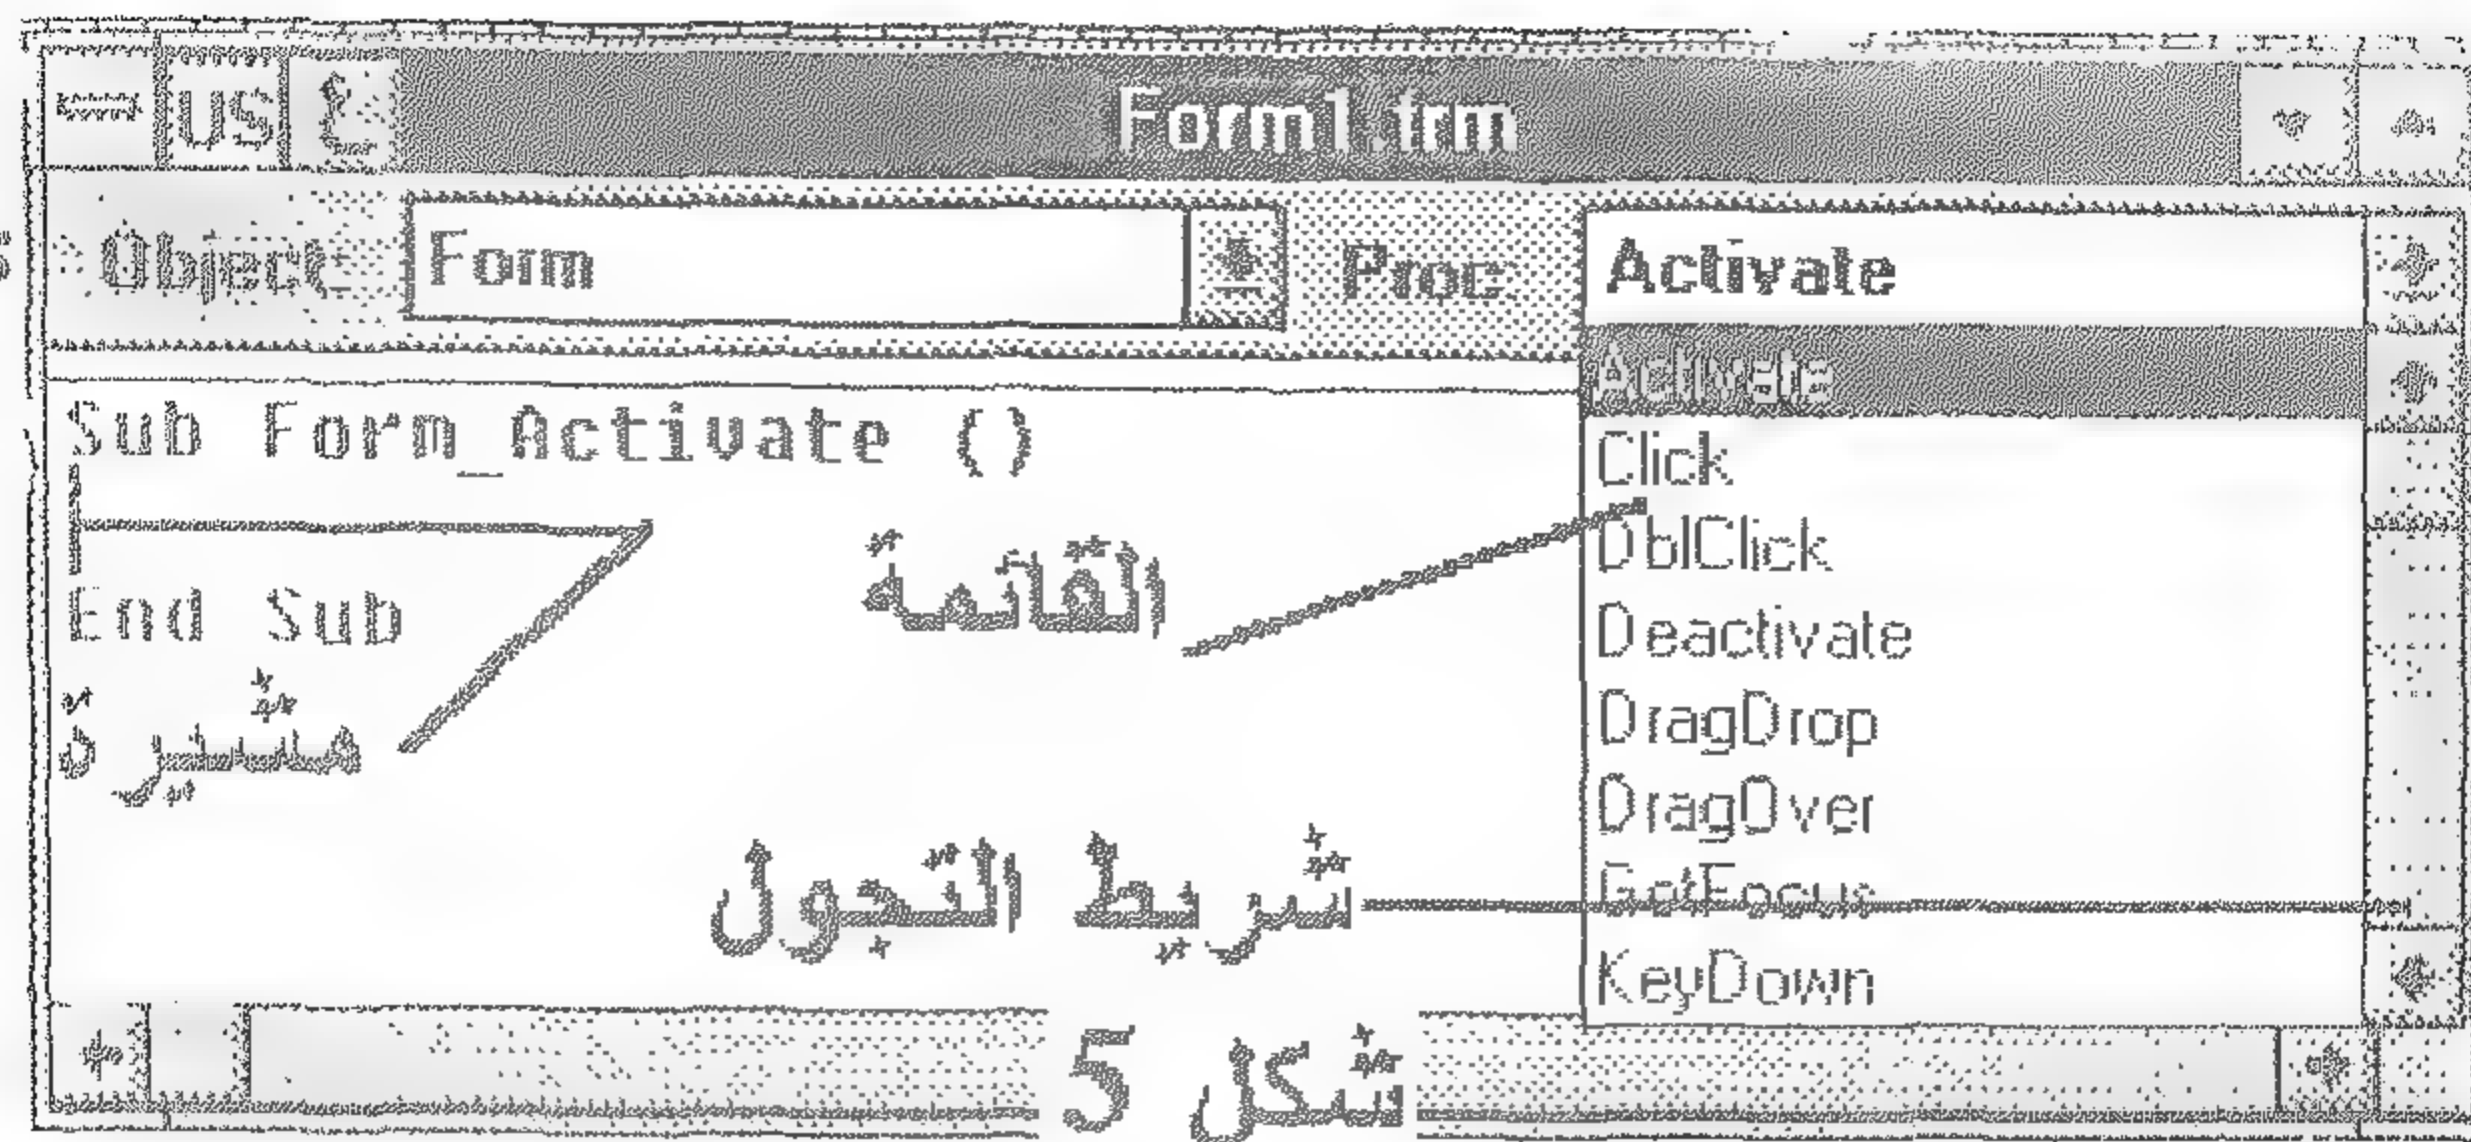 US ع Form1.frm
Object: Form Proc: Activate
Activate
Click
DblClick
Deactivate
DragDrop
DragOver
GotFocus
KeyDown
Sub Form_Activate ()
End Sub
القائمة
مشيرة
شريط التجول
شكل 5